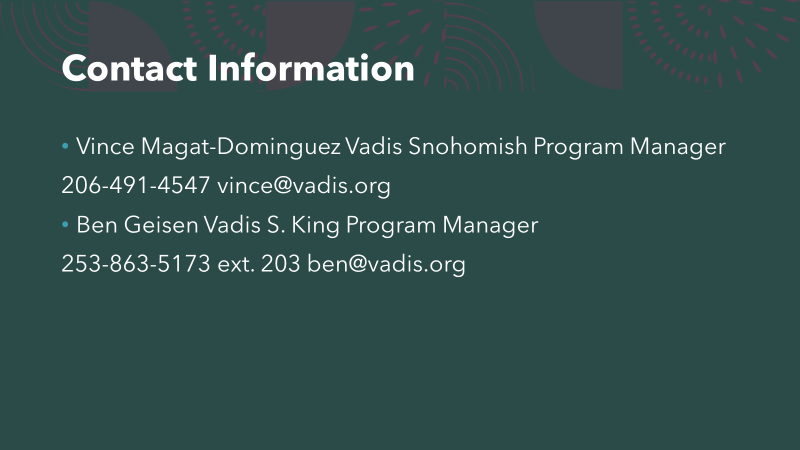 Contact Information
• Vince Magat-Dominguez Vadis Snohomish Program Manager
206-491-4547 vince@vadis.org
• Ben Geisen Vadis S. King Program Manager
253-863-5173 ext. 203 ben@vadis.org